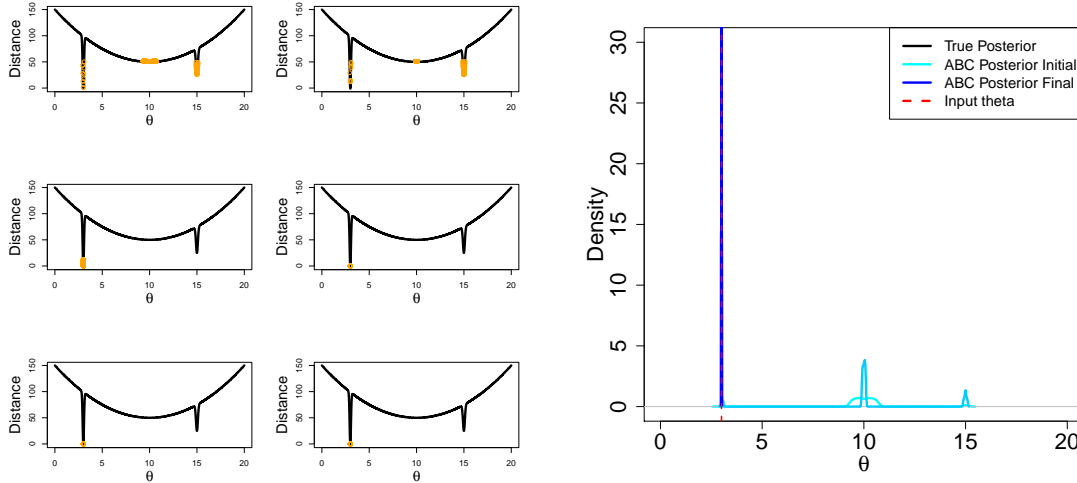 Distance
0 50 100 150
0 5 10 15 20
θ
Distance
0 50 100 150
0 5 10 15 20
θ
Distance
0 50 100 150
0 5 10 15 20
θ
Distance
0 50 100 150
0 5 10 15 20
θ
Distance
0 50 100 150
0 5 10 15 20
θ
Distance
0 50 100 150
0 5 10 15 20
θ
True Posterior
ABC Posterior Initial
ABC Posterior Final
Input theta
Density
0 5 10 15 20 25 30
0 5 10 15 20
θ